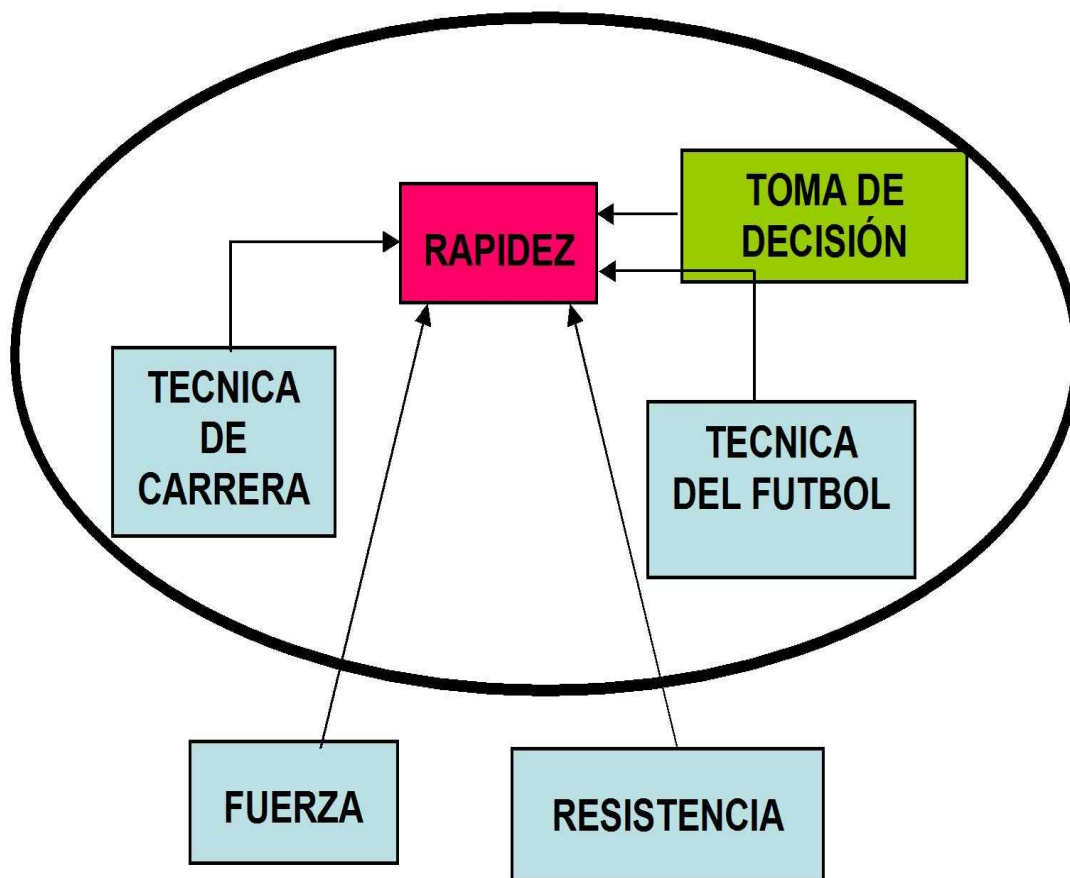 TOMA DE
DECISIÓN
RAPIDEZ
TECNICA
DE
CARRERA
TECNICA
DEL FUTBOL
FUERZA
RESISTENCIA